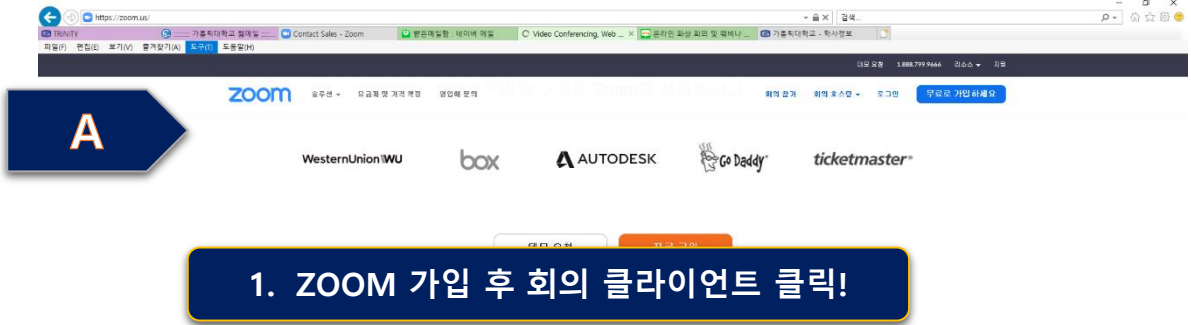 https://zoom.us/
검색...
TRiNiTY
가톨릭대학교 웹메일
Contact Sales - Zoom
받은메일함 : 네이버 메일
Video Conferencing, Web ...
온라인 화상 회의 및 웨비나 ...
가톨릭대학교 - 학사정보
파일(F) 편집(E) 보기(V) 즐겨찾기(A) 도구(T) 도움말(H)
데모 요청 1.888.799.9666 리소스 지원
zoom 솔루션 요금제 및 가격 책정 영업에 문의 회의 참가 회의 호스팅 로그인 무료로 가입하세요
A
WesternUnion WU box AUTODESK GoDaddy ticketmaster
1. ZOOM 가입 후 회의 클라이언트 클릭!